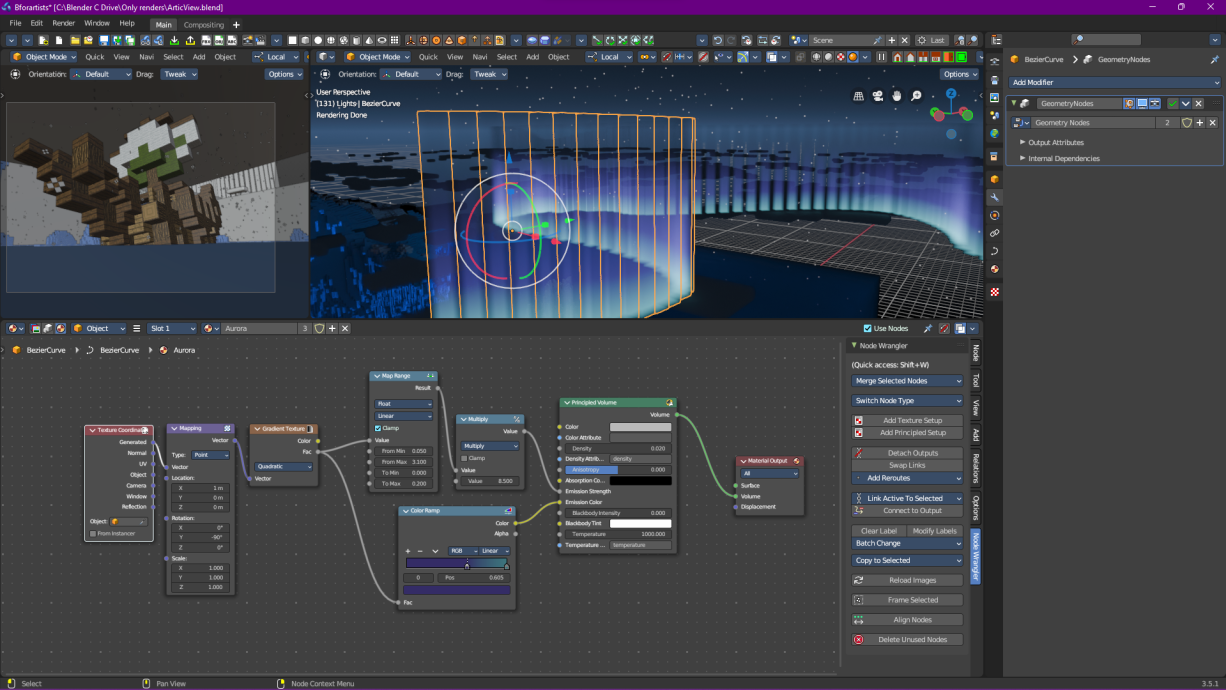 Bforartists* [C:\Blender C Drive\Only renders\ArticView.blend]
File Edit Render Window Help Main Compositing +
Scene Last
Object Mode Quick View Navi Select Add Object Local
Object Mode Quick View Navi Select Add Object Local
Orientation: Default Drag: Tweak Options
Orientation: Default Drag: Tweak Options
User Perspective
(131) Lights | BezierCurve
Rendering Done
Z
BezierCurve GeometryNodes
Add Modifier
GeometryNodes
Geometry Nodes 2
Output Attributes
Internal Dependencies
Object Slot 1 Aurora 3 Use Nodes
BezierCurve BezierCurve Aurora
Texture Coordinate
Generated
Normal
UV
Object
Camera
Window
Reflection
Object:
From Instancer
Mapping
Vector
Type: Point
Vector
Location:
X 1 m
Y 0 m
Z 0 m
Rotation:
X 0°
Y -90°
Z 0°
Scale:
X 1.000
Y 1.000
Z 1.000
Gradient Texture
Color
Fac
Quadratic
Vector
Map Range
Result
Float
Linear
Clamp
Value
From Min 0.050
From Max 3.100
To Min 0.000
To Max 0.200
Multiply
Value
Multiply
Clamp
Value
Value 8.500
Color Ramp
Color
Alpha
RGB Linear
0 Pos 0.605
Fac
Principled Volume
Volume
Color
Color Attribute
Density 0.020
Density Attrib... density
Anisotropy 0.000
Absorption Co...
Emission Strength
Emission Color
Blackbody Intensity 0.000
Blackbody Tint
Temperature 1000.000
Temperature ... temperature
Material Output
All
Surface
Volume
Displacement
Node Wrangler
(Quick access: Shift+W)
Merge Selected Nodes
Switch Node Type
Add Texture Setup
Add Principled Setup
Detach Outputs
Swap Links
Add Reroutes
Link Active To Selected
Connect to Output
Clear Label Modify Labels
Batch Change
Copy to Selected
Reload Images
Frame Selected
Align Nodes
Delete Unused Nodes
Node
Tool
View
Add
Relations
Options
Node Wrangler
Select Pan View Node Context Menu 3.5.1